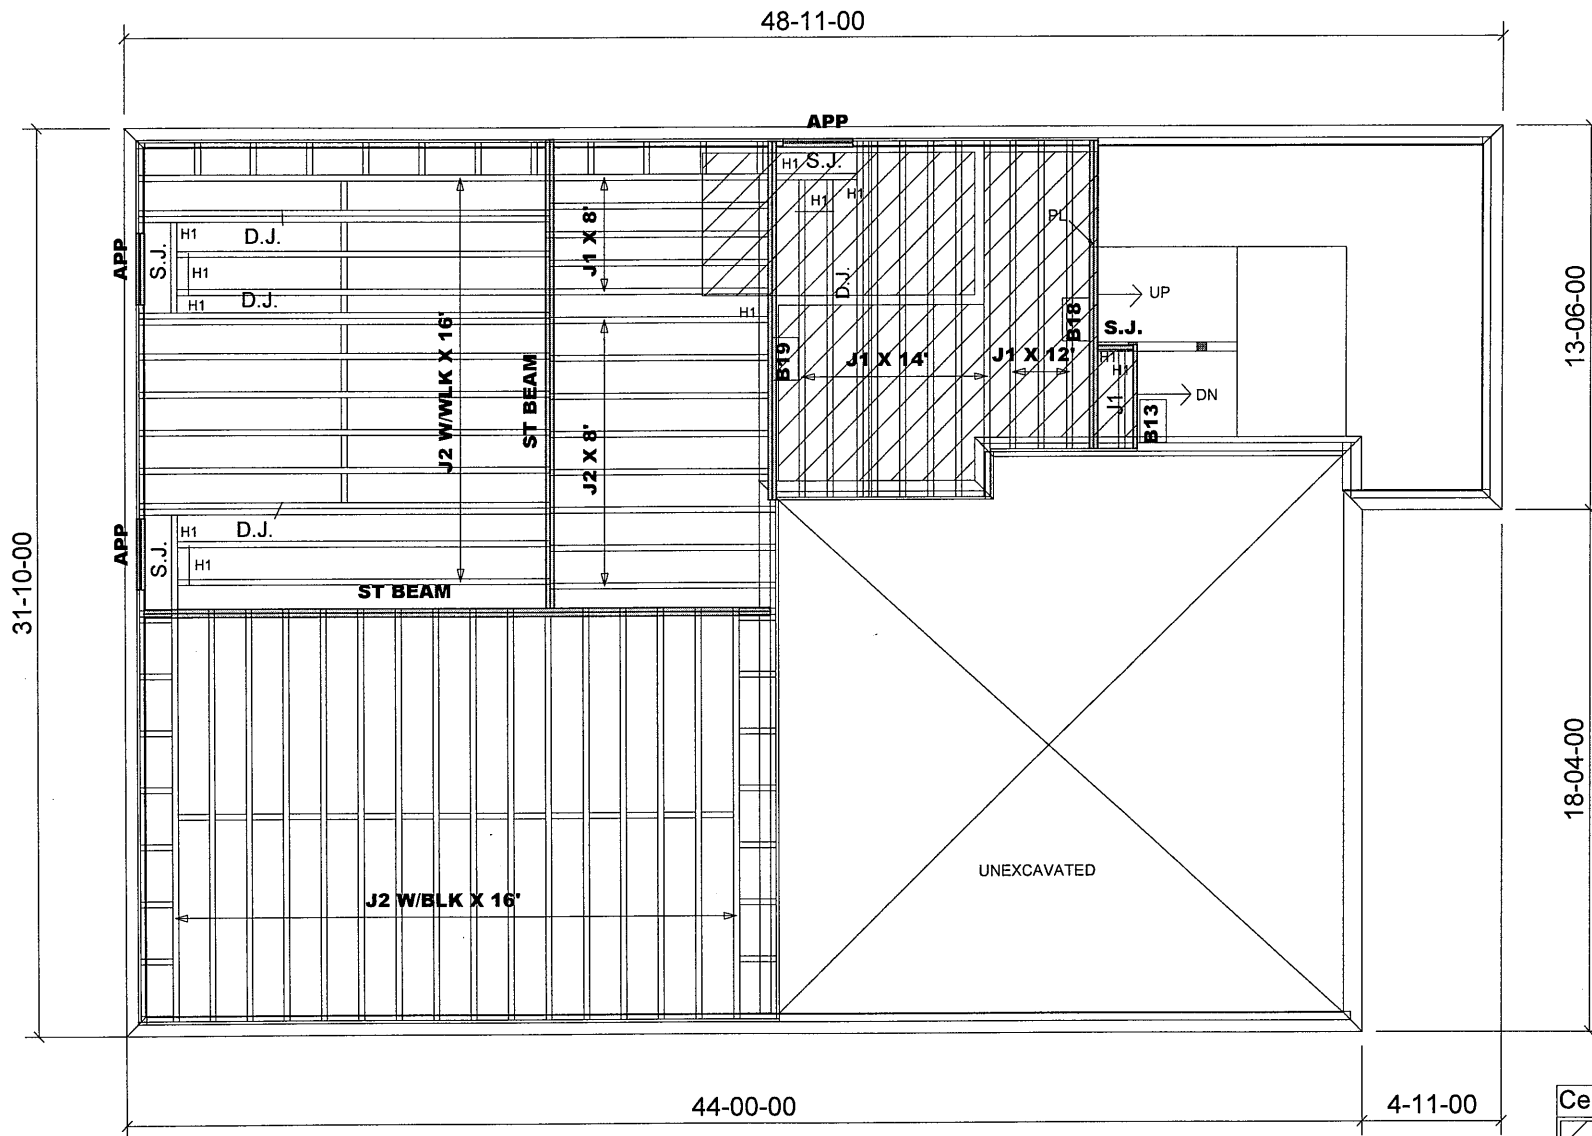 48-11-00
APP
H1 S.J.
H1
H1
PL
H1
D.J.
S.J.
APP
J1 X 8'
H1
D.J.
H1
D.J.
UP
13-06-00
H1
B18
S.J.
J2 W/WLK X 16'
ST BEAM
B19
J1 X 14'
J1 X 12'
H1
H1
J1
DN
B13
J2 X 8'
31-10-00
APP
S.J.
H1
D.J.
H1
ST BEAM
18-04-00
UNEXCAVATED
J2 W/BLK X 16'
44-00-00
4-11-00
Ce